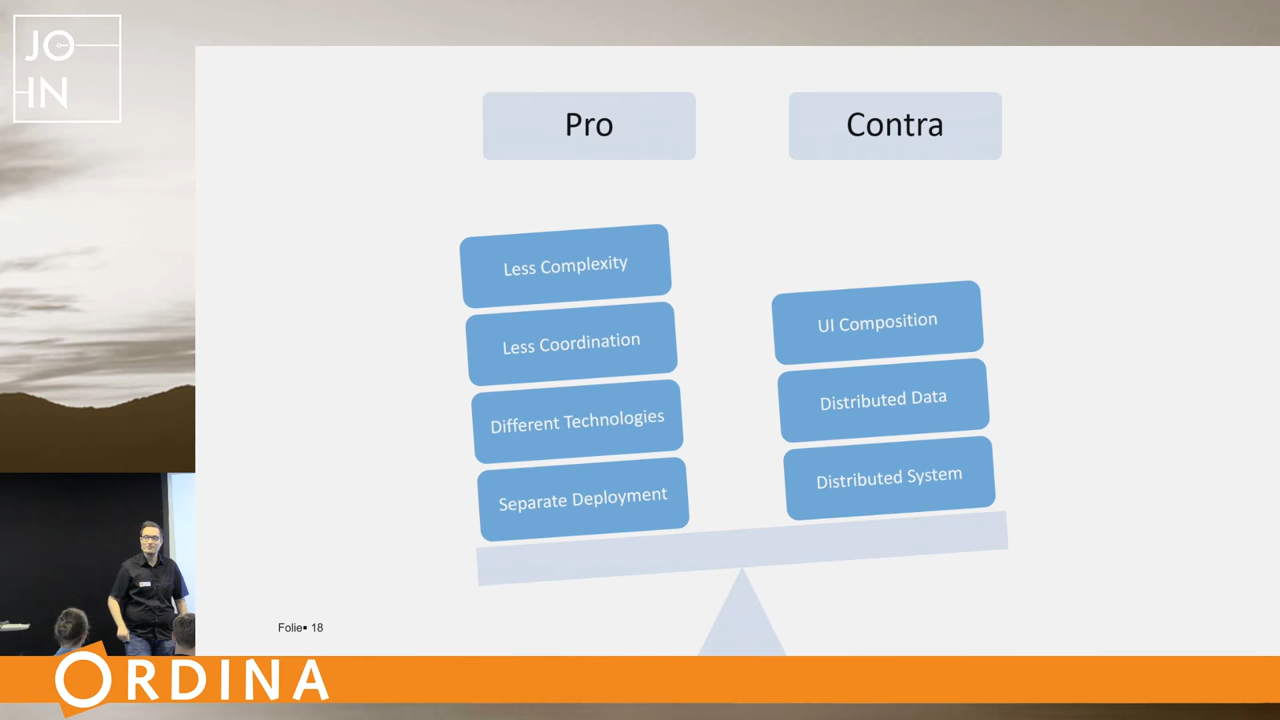 JO
IN
Pro
Contra
Less Complexity
Less Coordination
Different Technologies
Separate Deployment
UI Composition
Distributed Data
Distributed System
Folie▪ 18
ORDINA